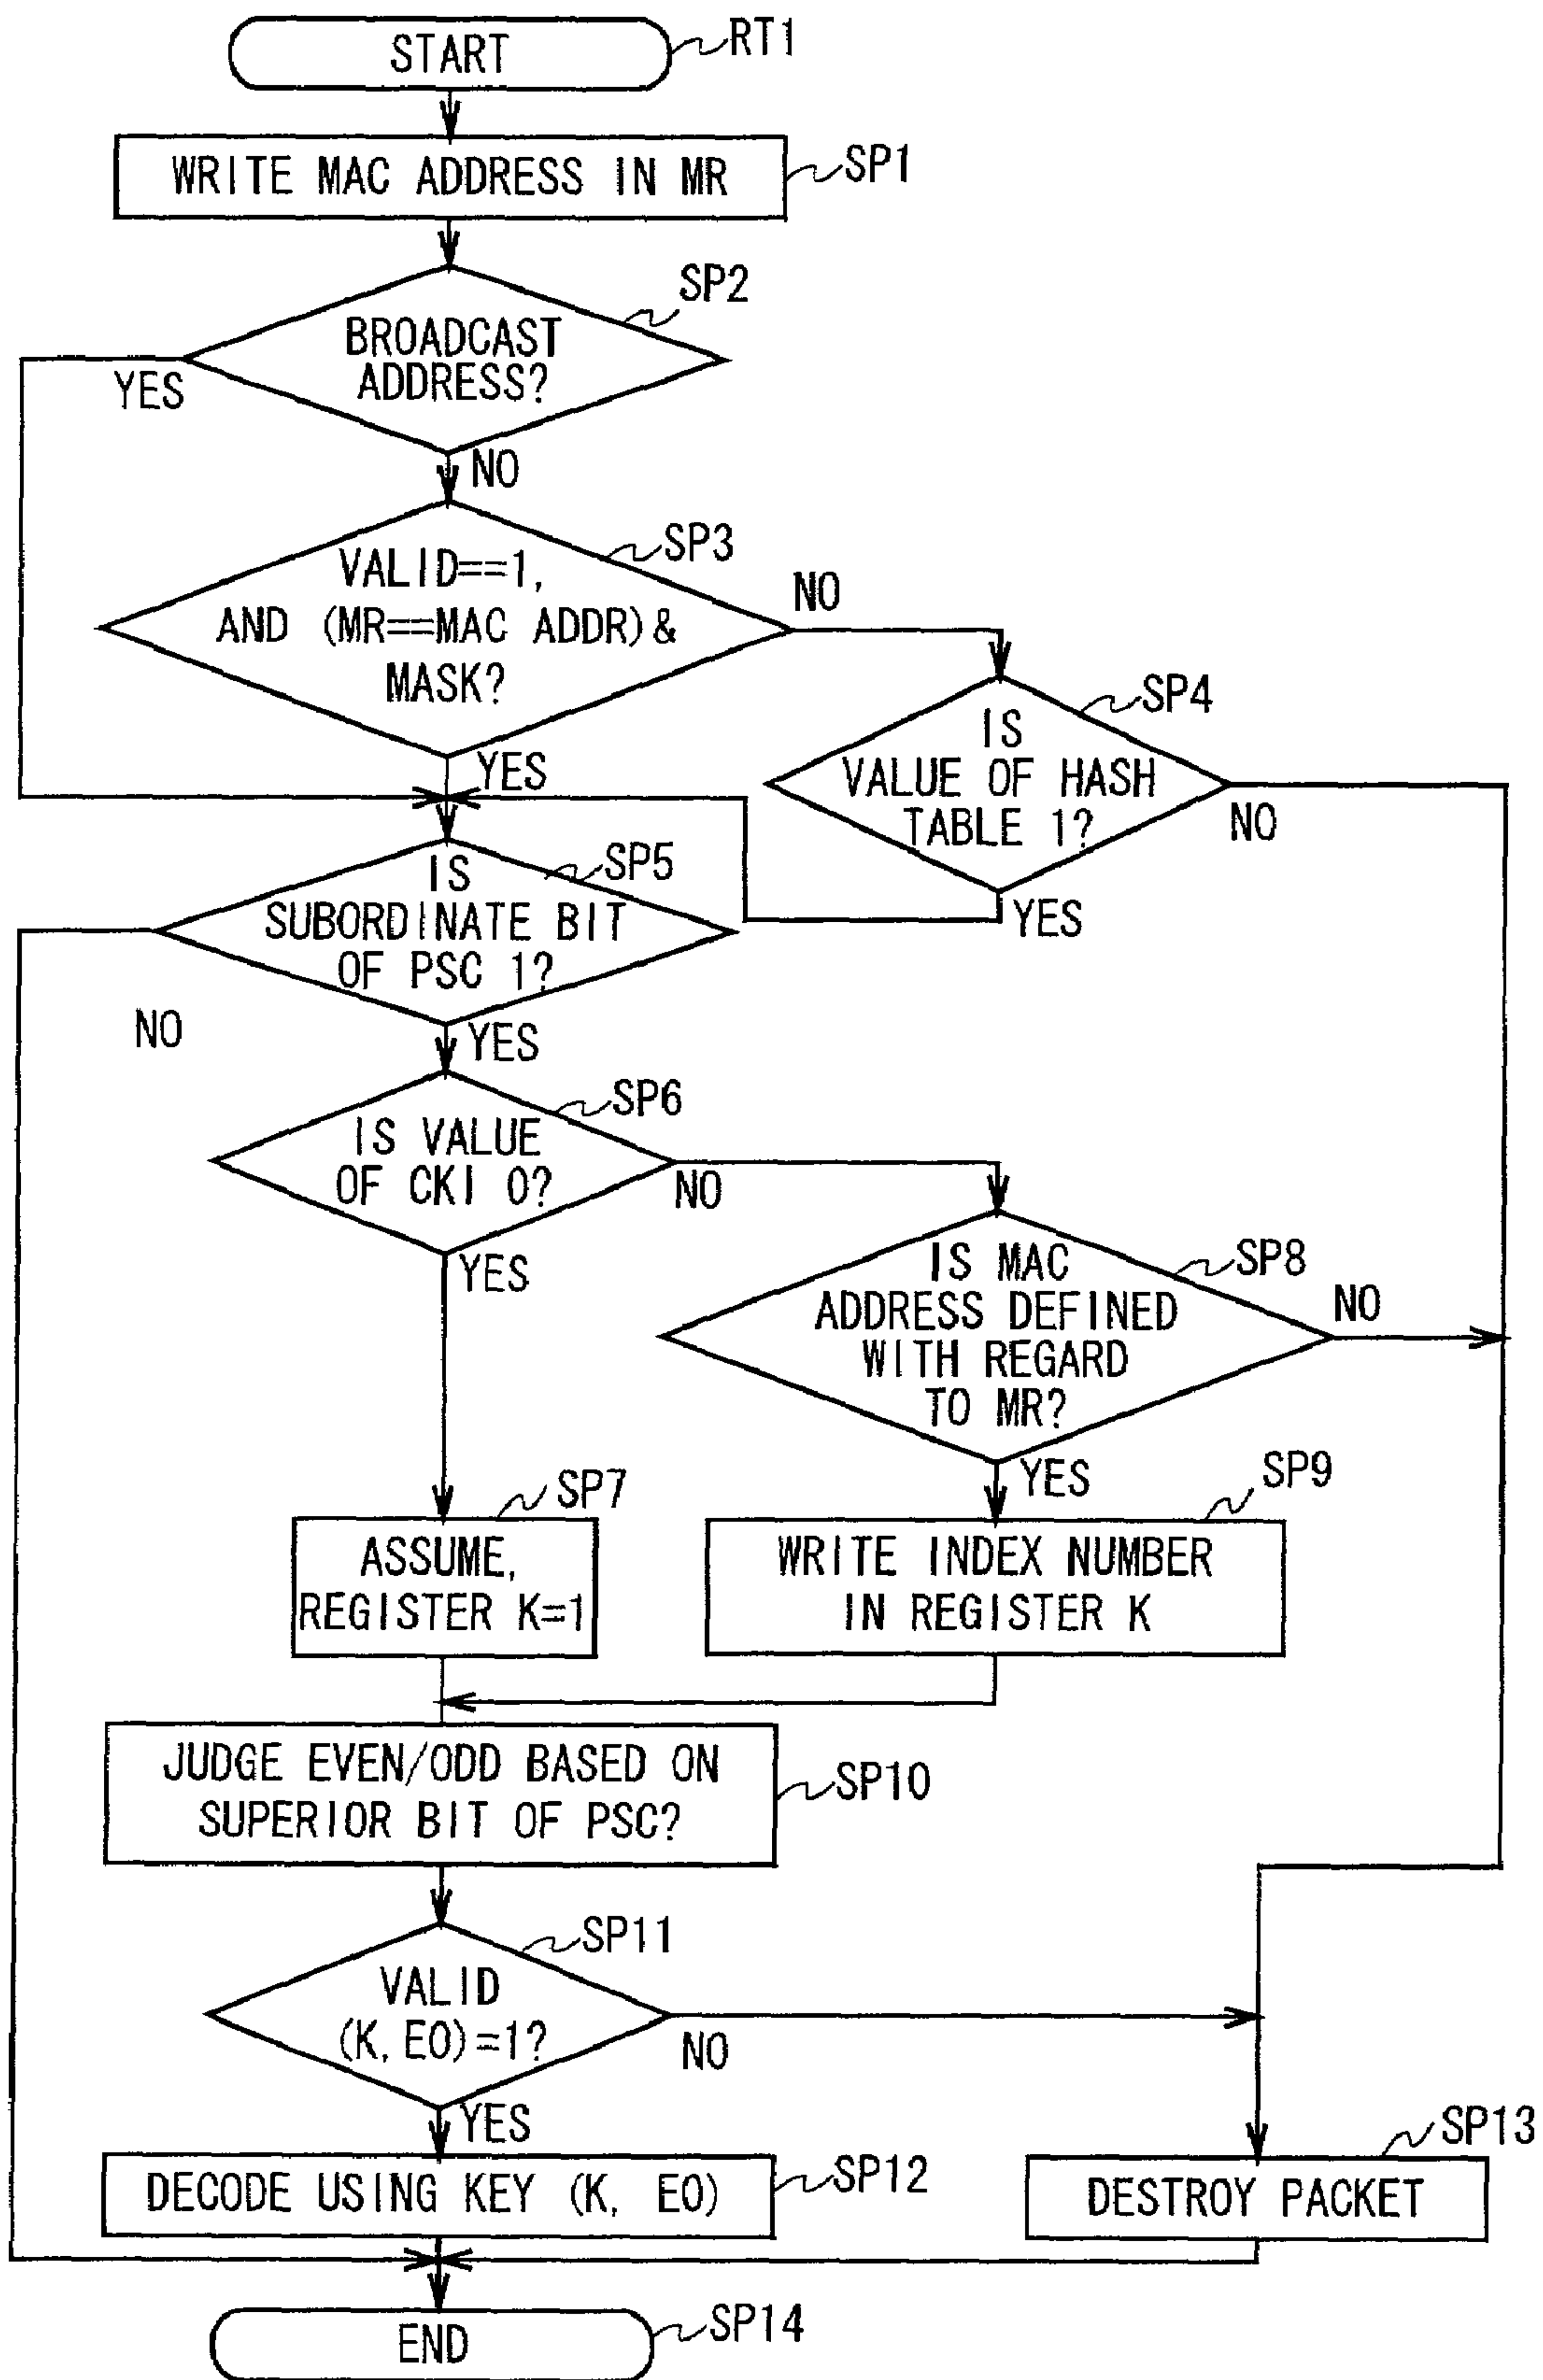 START
RT1
WRITE MAC ADDRESS IN MR
SP1
SP2
BROADCAST
ADDRESS?
YES
NO
SP3
VALID==1,
AND (MR==MAC ADDR)&
MASK?
NO
YES
SP4
IS
VALUE OF HASH
TABLE 1?
NO
YES
SP5
IS
SUBORDINATE BIT
OF PSC 1?
NO
YES
SP6
IS VALUE
OF CKI 0?
NO
YES
SP8
IS MAC
ADDRESS DEFINED
WITH REGARD
TO MR?
NO
YES
SP7
ASSUME,
REGISTER K=1
SP9
WRITE INDEX NUMBER
IN REGISTER K
JUDGE EVEN/ODD BASED ON
SUPERIOR BIT OF PSC?
SP10
SP11
VALID
(K, EO)=1?
NO
YES
DECODE USING KEY (K, EO)
SP12
SP13
DESTROY PACKET
END
SP14